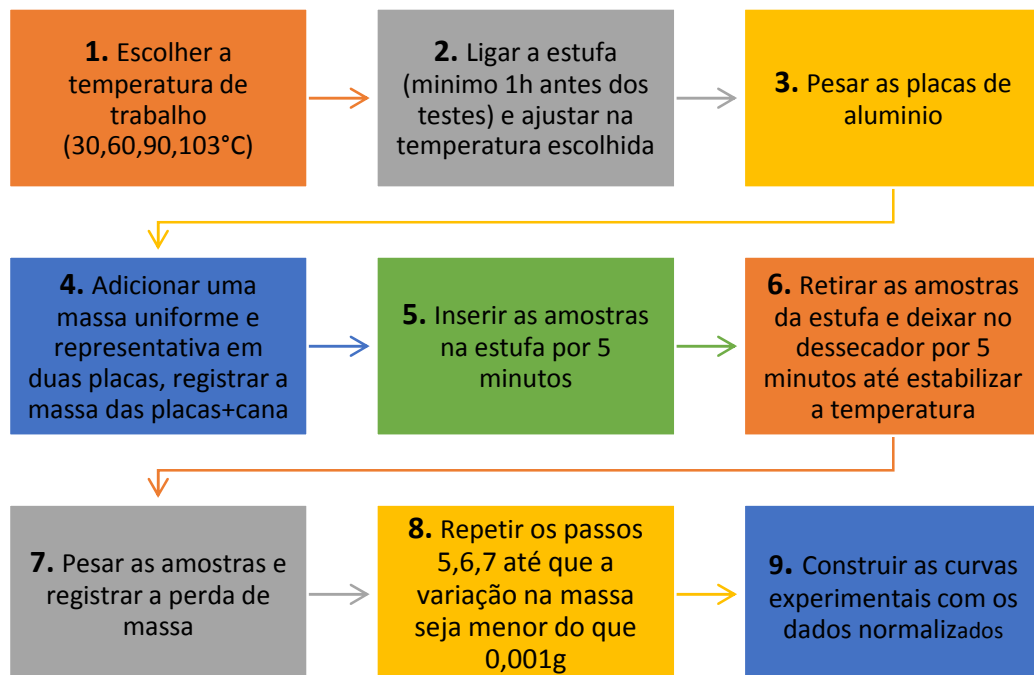 1. Escolher a
temperatura de
trabalho
(30,60,90,103°C)
2. Ligar a estufa
(minimo 1h antes dos
testes) e ajustar na
temperatura escolhida
3. Pesar as placas de
aluminio
4. Adicionar uma
massa uniforme e
representativa em
duas placas, registrar a
massa das placas+cana
5. Inserir as amostras
na estufa por 5
minutos
6. Retirar as amostras
da estufa e deixar no
dessecador por 5
minutos até estabilizar
a temperatura
7. Pesar as amostras e
registrar a perda de
massa
8. Repetir os passos
5,6,7 até que a
variação na massa
seja menor do que
0,001g
9. Construir as curvas
experimentais com os
dados normalizados